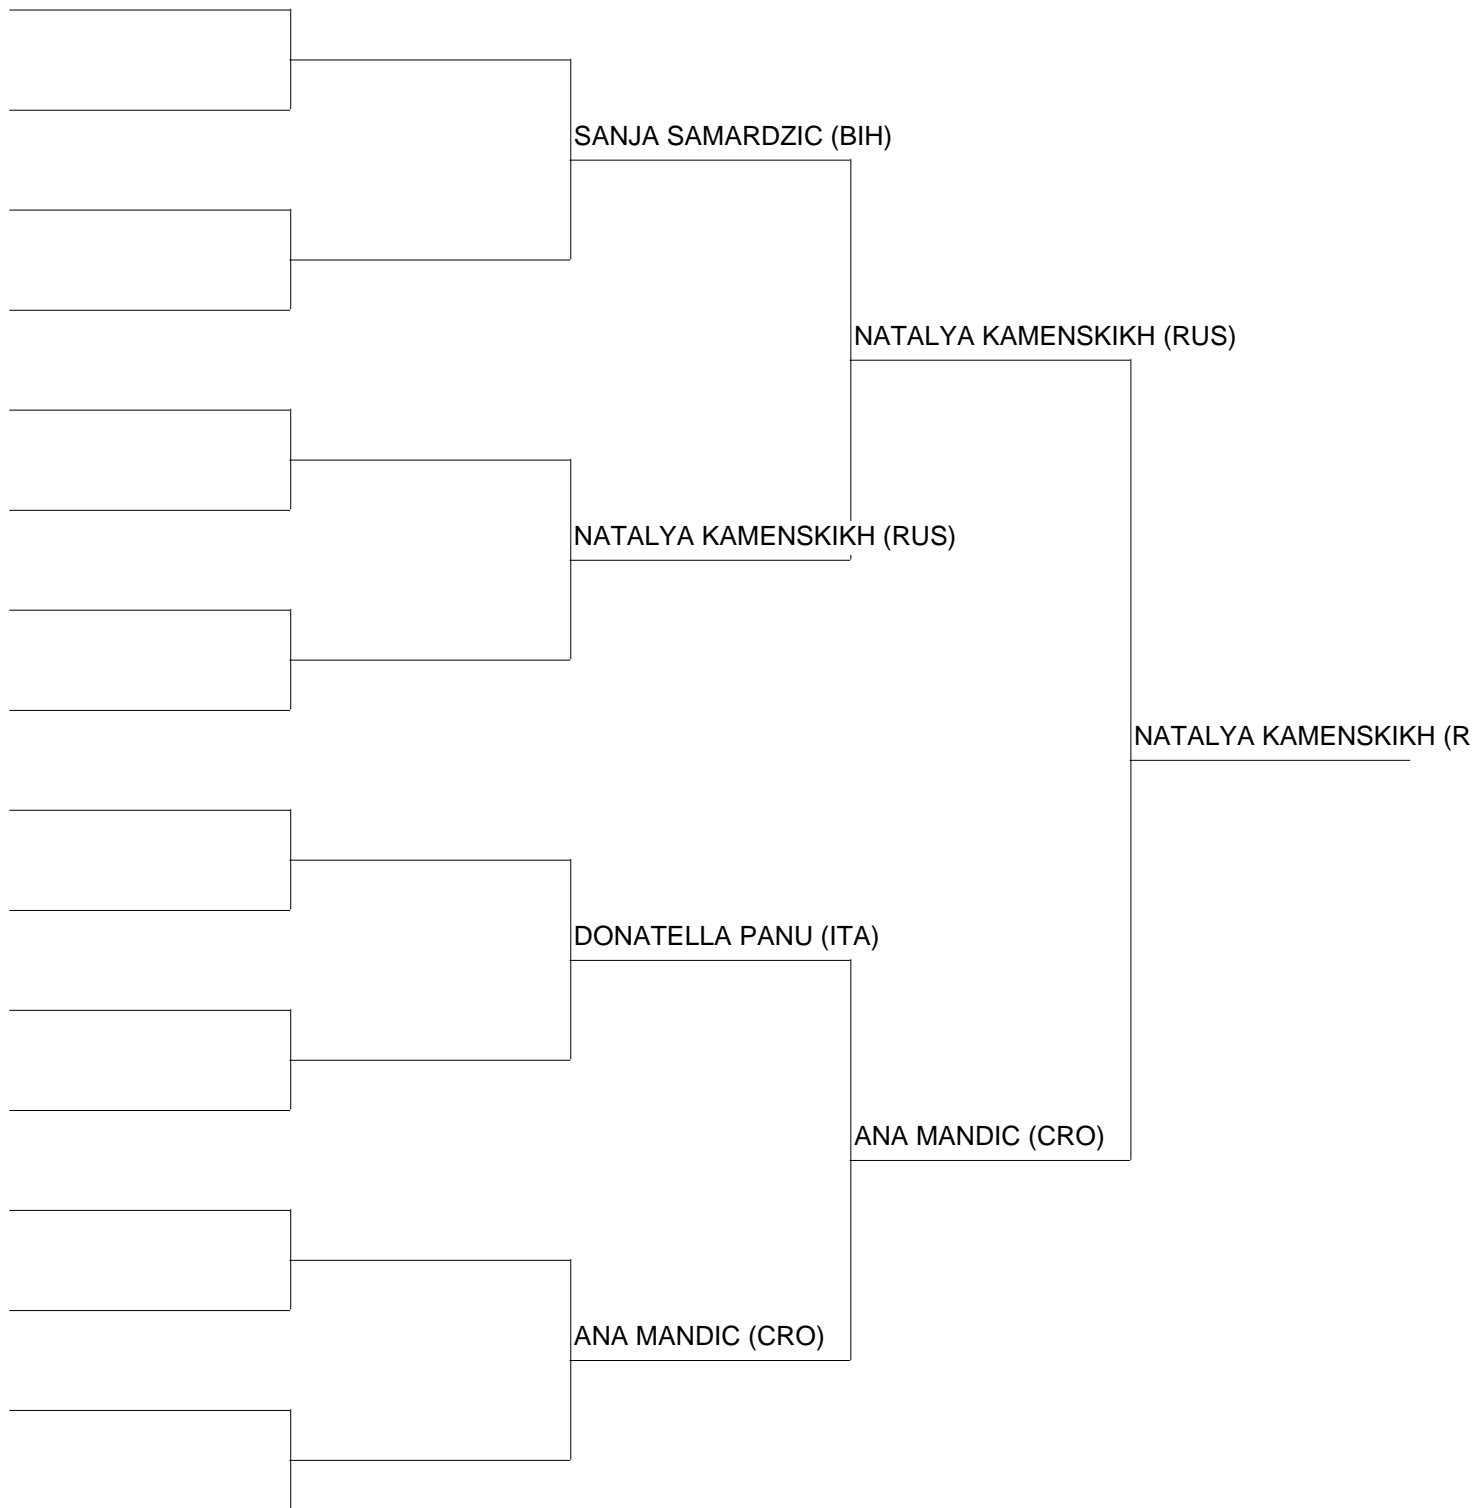 SANJA SAMARDZIC (BIH)
NATALYA KAMENSKIKH (RUS)
NATALYA KAMENSKIKH (RUS)
NATALYA KAMENSKIKH (R
DONATELLA PANU (ITA)
ANA MANDIC (CRO)
ANA MANDIC (CRO)